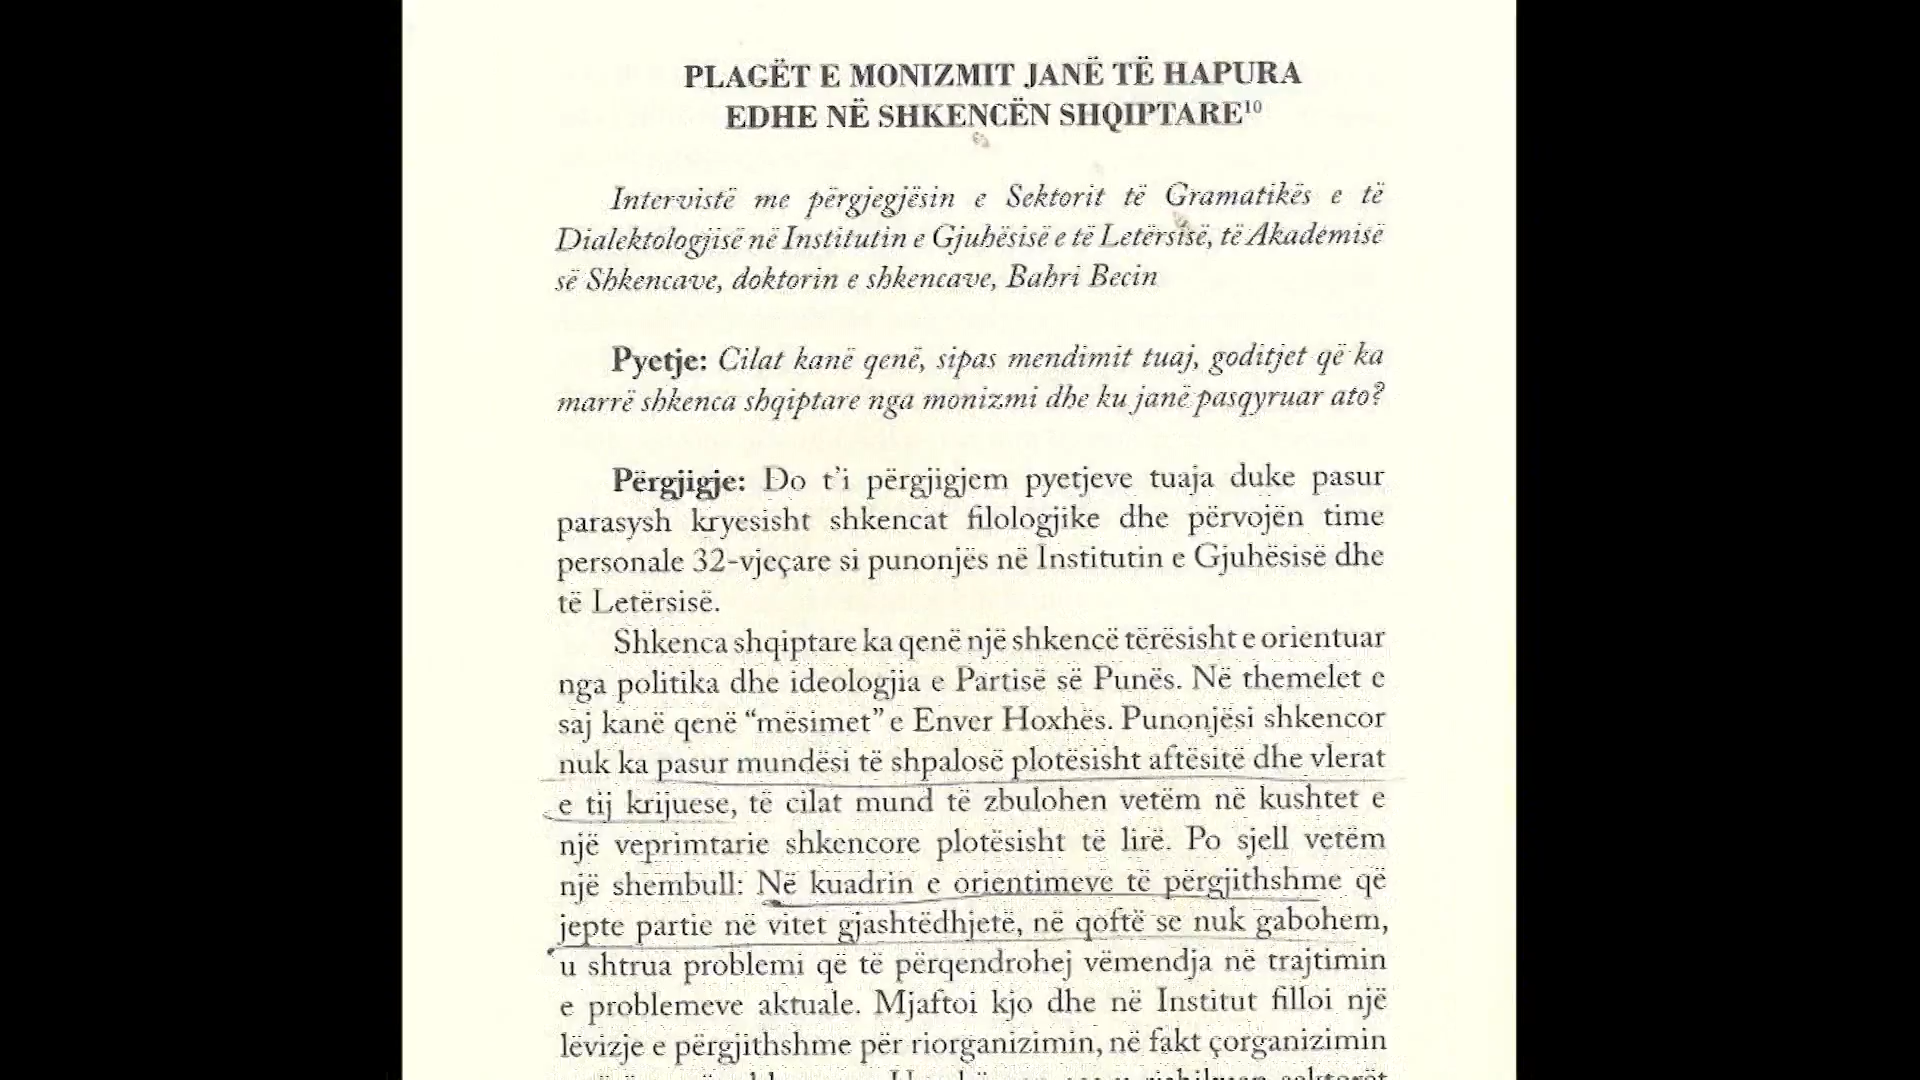 PLAGËT E MONIZMIT JANË TË HAPURA
EDHE NË SHKENCËN SHQIPTARE¹⁰
Intervistë me përgjegjësin e Sektorit të Gramatikës e të
Dialektologjisë në Institutin e Gjuhësisë e të Letërsisë, të Akademisë
së Shkencave, doktorin e shkencave, Bahri Becin
Pyetje: Cilat kanë qenë, sipas mendimit tuaj, goditjet që ka
marrë shkenca shqiptare nga monizmi dhe ku janë pasqyruar ato?
Përgjigje: Do t'i përgjigjem pyetjeve tuaja duke pasur
parasysh kryesisht shkencat filologjike dhe përvojën time
personale 32-vjeçare si punonjës në Institutin e Gjuhësisë dhe
të Letërsisë.
Shkenca shqiptare ka qenë një shkencë tërësisht e orientuar
nga politika dhe ideologjia e Partisë së Punës. Në themelet e
saj kanë qenë “mësimet” e Enver Hoxhës. Punonjësi shkencor
nuk ka pasur mundësi të shpalosë plotësisht aftësitë dhe vlerat
e tij krijuese, të cilat mund të zbulohen vetëm në kushtet e
një veprimtarie shkencore plotësisht të lirë. Po sjell vetëm
një shembull: Në kuadrin e orientimeve të përgjithshme që
jepte partie në vitet gjashtëdhjetë, në qoftë se nuk gabohem,
u shtrua problemi që të përqendrohej vëmendja në trajtimin
e problemeve aktuale. Mjaftoi kjo dhe në Institut filloi një
lëvizje e përgjithshme për riorganizimin, në fakt çorganizimin